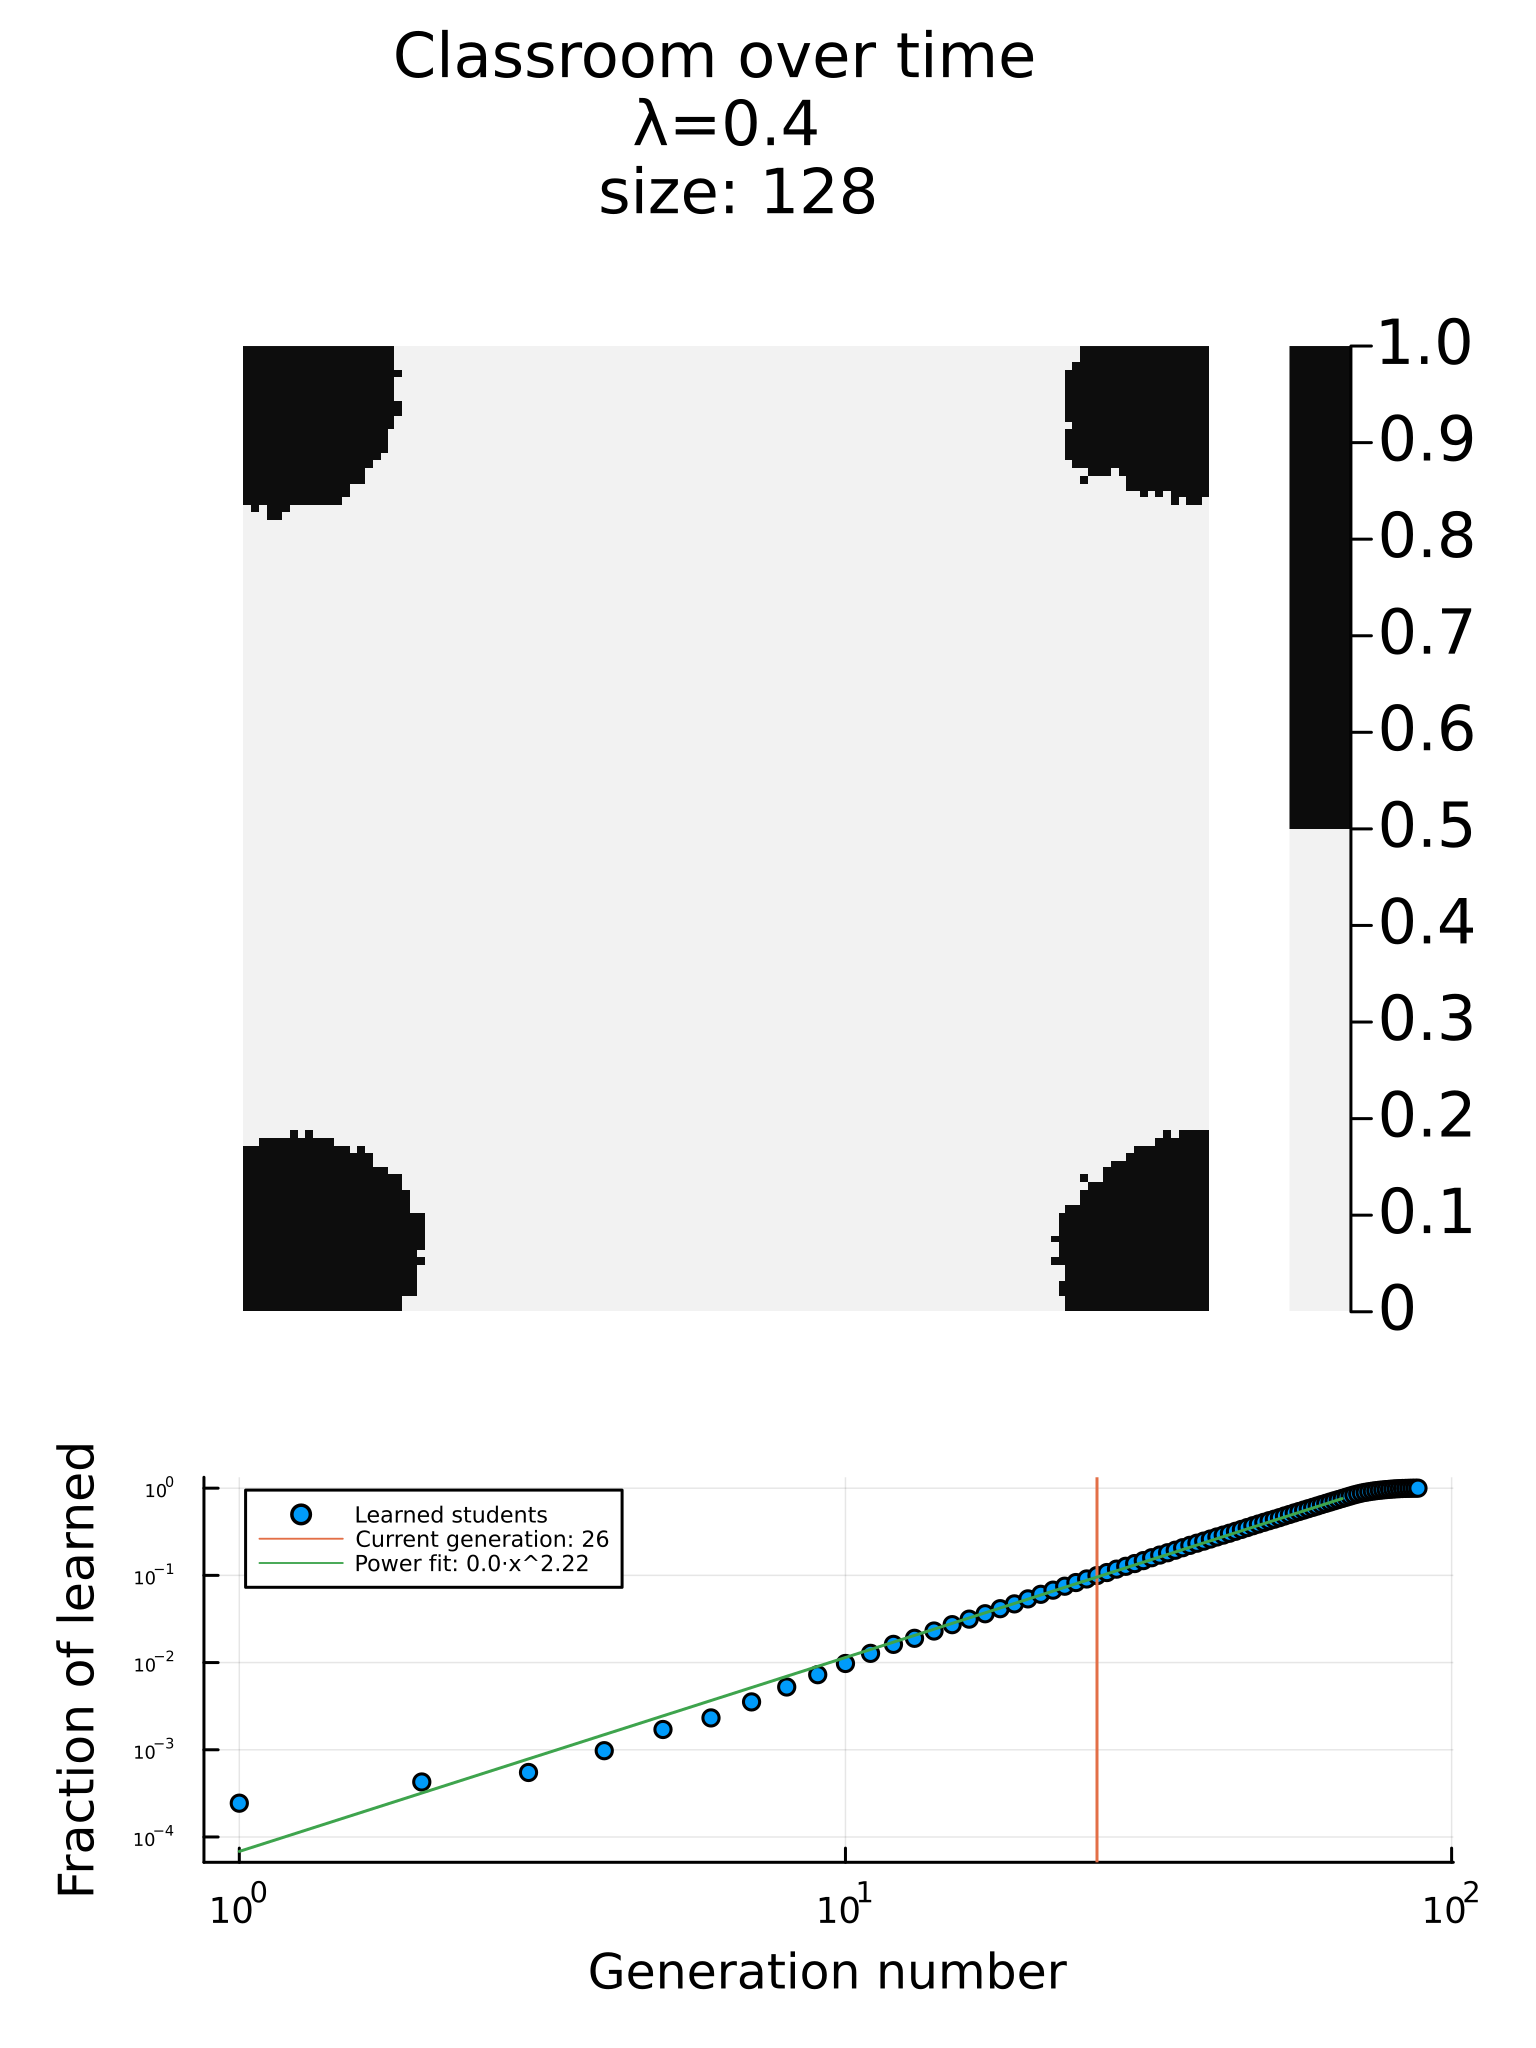 Classroom over time
λ=0.4
size: 128
1.0
0.9
0.8
0.7
0.6
0.5
0.4
0.3
0.2
0.1
0
Fraction of learned
10^0
10^-1
10^-2
10^-3
10^-4
Learned students
Current generation: 26
Power fit: 0.0·x^2.22
10^0 10^1 10^2
Generation number